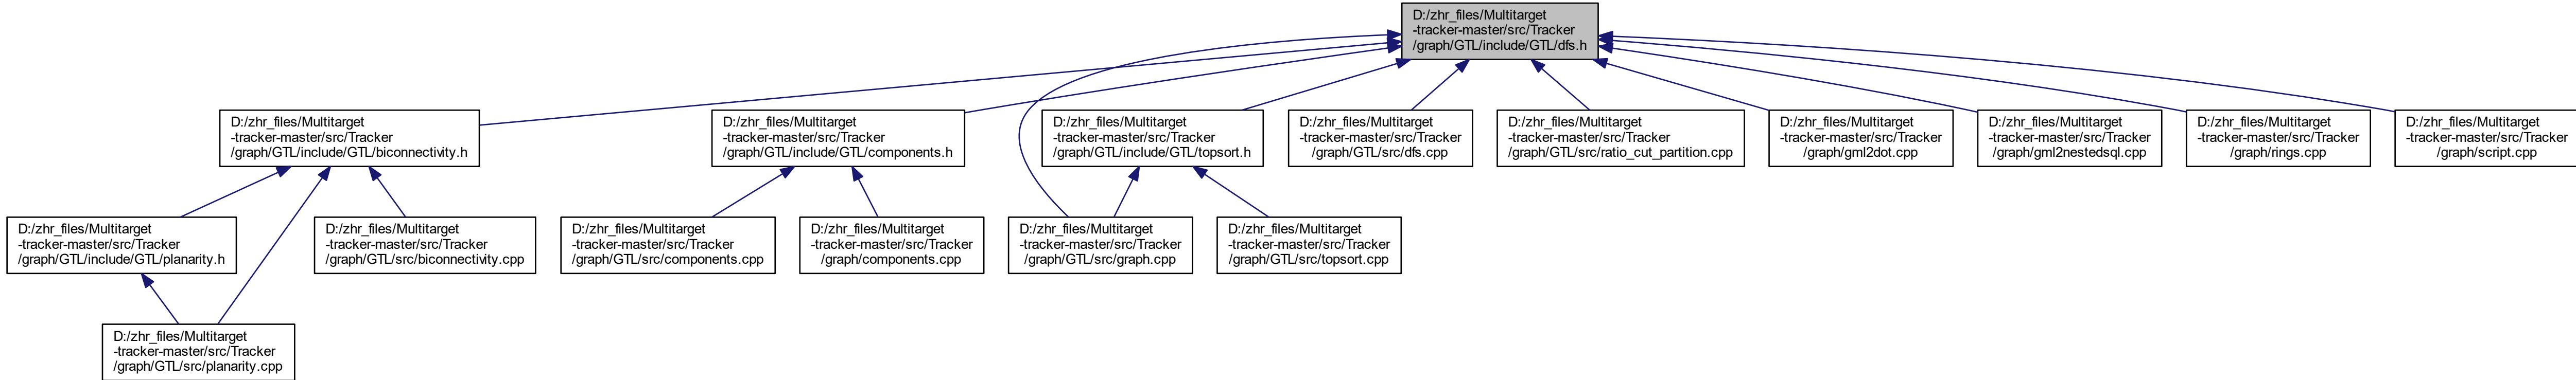 D:/zhr_files/Multitarget
-tracker-master/src/Tracker
/graph/GTL/include/GTL/dfs.h
D:/zhr_files/Multitarget
-tracker-master/src/Tracker
/graph/GTL/include/GTL/biconnectivity.h
D:/zhr_files/Multitarget
-tracker-master/src/Tracker
/graph/GTL/include/GTL/components.h
D:/zhr_files/Multitarget
-tracker-master/src/Tracker
/graph/GTL/include/GTL/topsort.h
D:/zhr_files/Multitarget
-tracker-master/src/Tracker
/graph/GTL/src/dfs.cpp
D:/zhr_files/Multitarget
-tracker-master/src/Tracker
/graph/GTL/src/ratio_cut_partition.cpp
D:/zhr_files/Multitarget
-tracker-master/src/Tracker
/graph/gml2dot.cpp
D:/zhr_files/Multitarget
-tracker-master/src/Tracker
/graph/gml2nestedsql.cpp
D:/zhr_files/Multitarget
-tracker-master/src/Tracker
/graph/rings.cpp
D:/zhr_files/Multitarget
-tracker-master/src/Tracker
/graph/script.cpp
D:/zhr_files/Multitarget
-tracker-master/src/Tracker
/graph/GTL/include/GTL/planarity.h
D:/zhr_files/Multitarget
-tracker-master/src/Tracker
/graph/GTL/src/biconnectivity.cpp
D:/zhr_files/Multitarget
-tracker-master/src/Tracker
/graph/GTL/src/components.cpp
D:/zhr_files/Multitarget
-tracker-master/src/Tracker
/graph/components.cpp
D:/zhr_files/Multitarget
-tracker-master/src/Tracker
/graph/GTL/src/graph.cpp
D:/zhr_files/Multitarget
-tracker-master/src/Tracker
/graph/GTL/src/topsort.cpp
D:/zhr_files/Multitarget
-tracker-master/src/Tracker
/graph/GTL/src/planarity.cpp